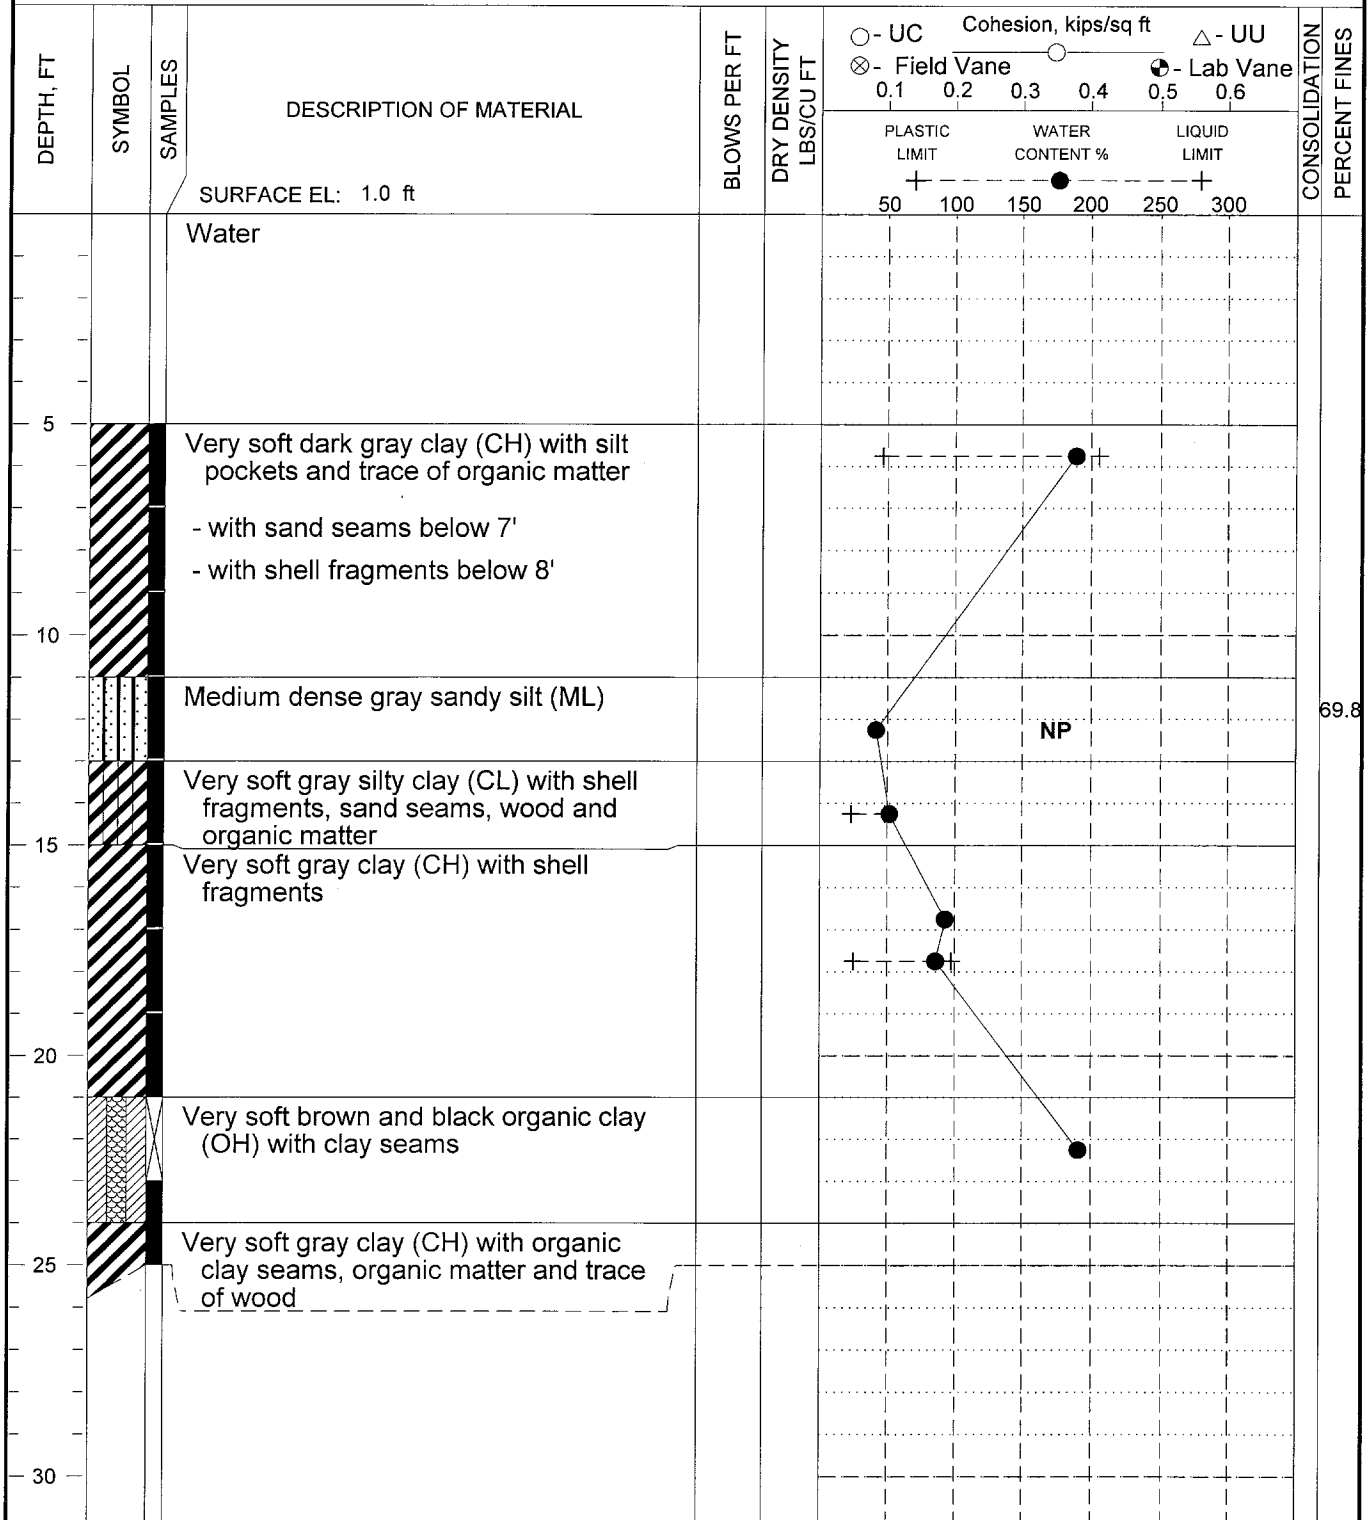 DEPTH, FT
SYMBOL
SAMPLES
DESCRIPTION OF MATERIAL
SURFACE EL: 1.0 ft
BLOWS PER FT
DRY DENSITY
LBS/CU FT
○- UC Cohesion, kips/sq ft △- UU
⊗- Field Vane - Lab Vane
0.1 0.2 0.3 0.4 0.5 0.6
PLASTIC WATER LIQUID
LIMIT CONTENT % LIMIT
50 100 150 200 250 300
CONSOLIDATION
PERCENT FINES
Water
5
Very soft dark gray clay (CH) with silt
pockets and trace of organic matter
- with sand seams below 7'
- with shell fragments below 8'
10
Medium dense gray sandy silt (ML)
NP
69.8
Very soft gray silty clay (CL) with shell
fragments, sand seams, wood and
organic matter
15
Very soft gray clay (CH) with shell
fragments
20
Very soft brown and black organic clay
(OH) with clay seams
Very soft gray clay (CH) with organic
25
clay seams, organic matter and trace
of wood
30